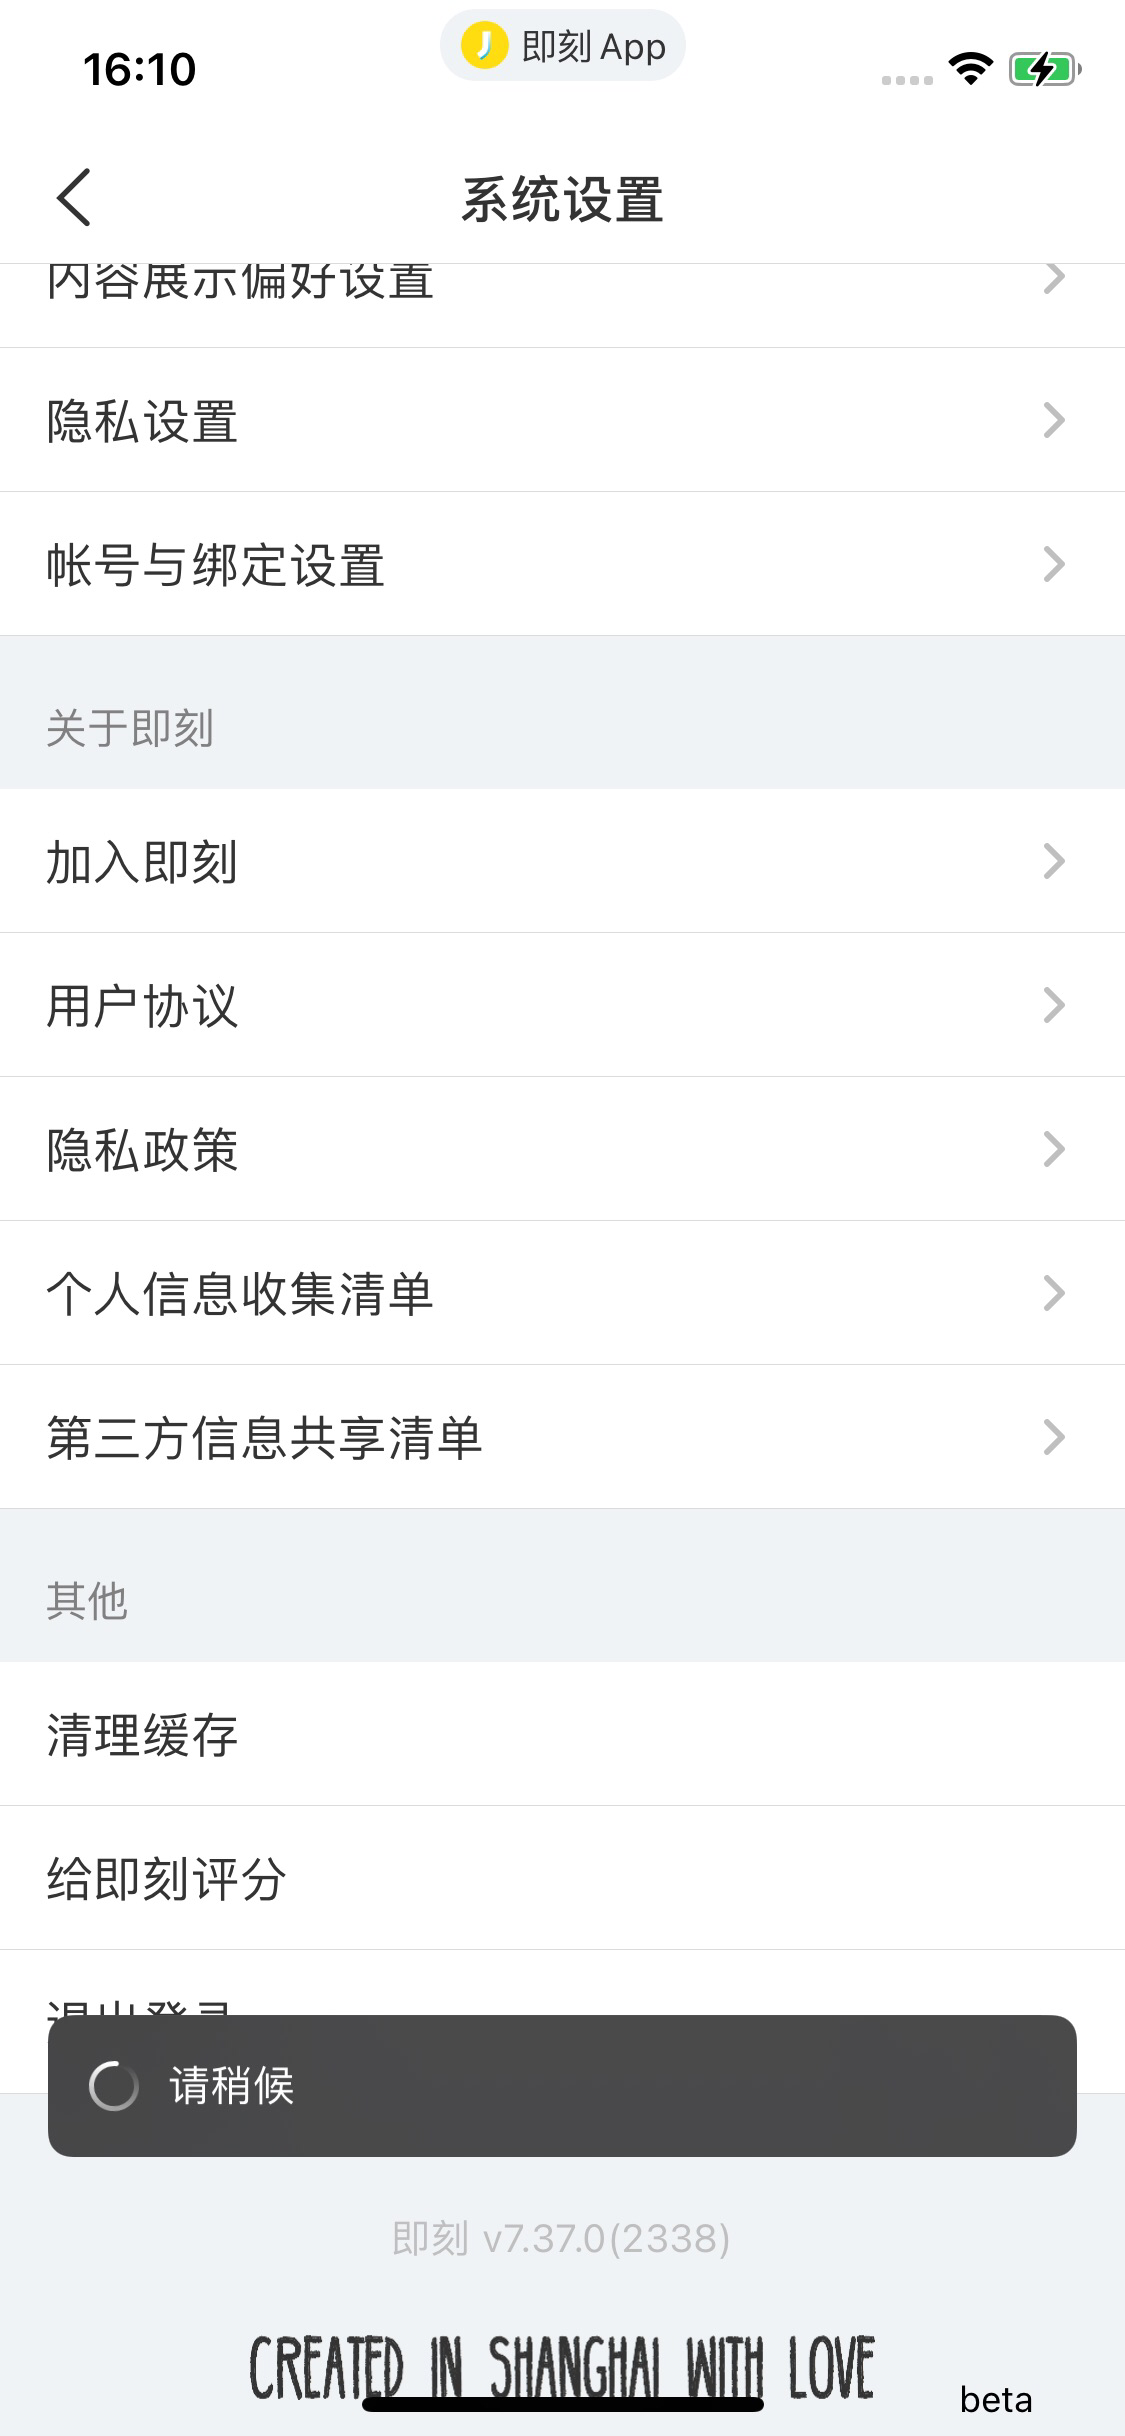 16:10
即刻 App
系统设置
内容展示偏好设置
隐私设置
帐号与绑定设置
关于即刻
加入即刻
用户协议
隐私政策
个人信息收集清单
第三方信息共享清单
其他
清理缓存
给即刻评分
退出登录
请稍候
即刻 v7.37.0(2338)
CREATED IN SHANGHAI WITH LOVE
beta